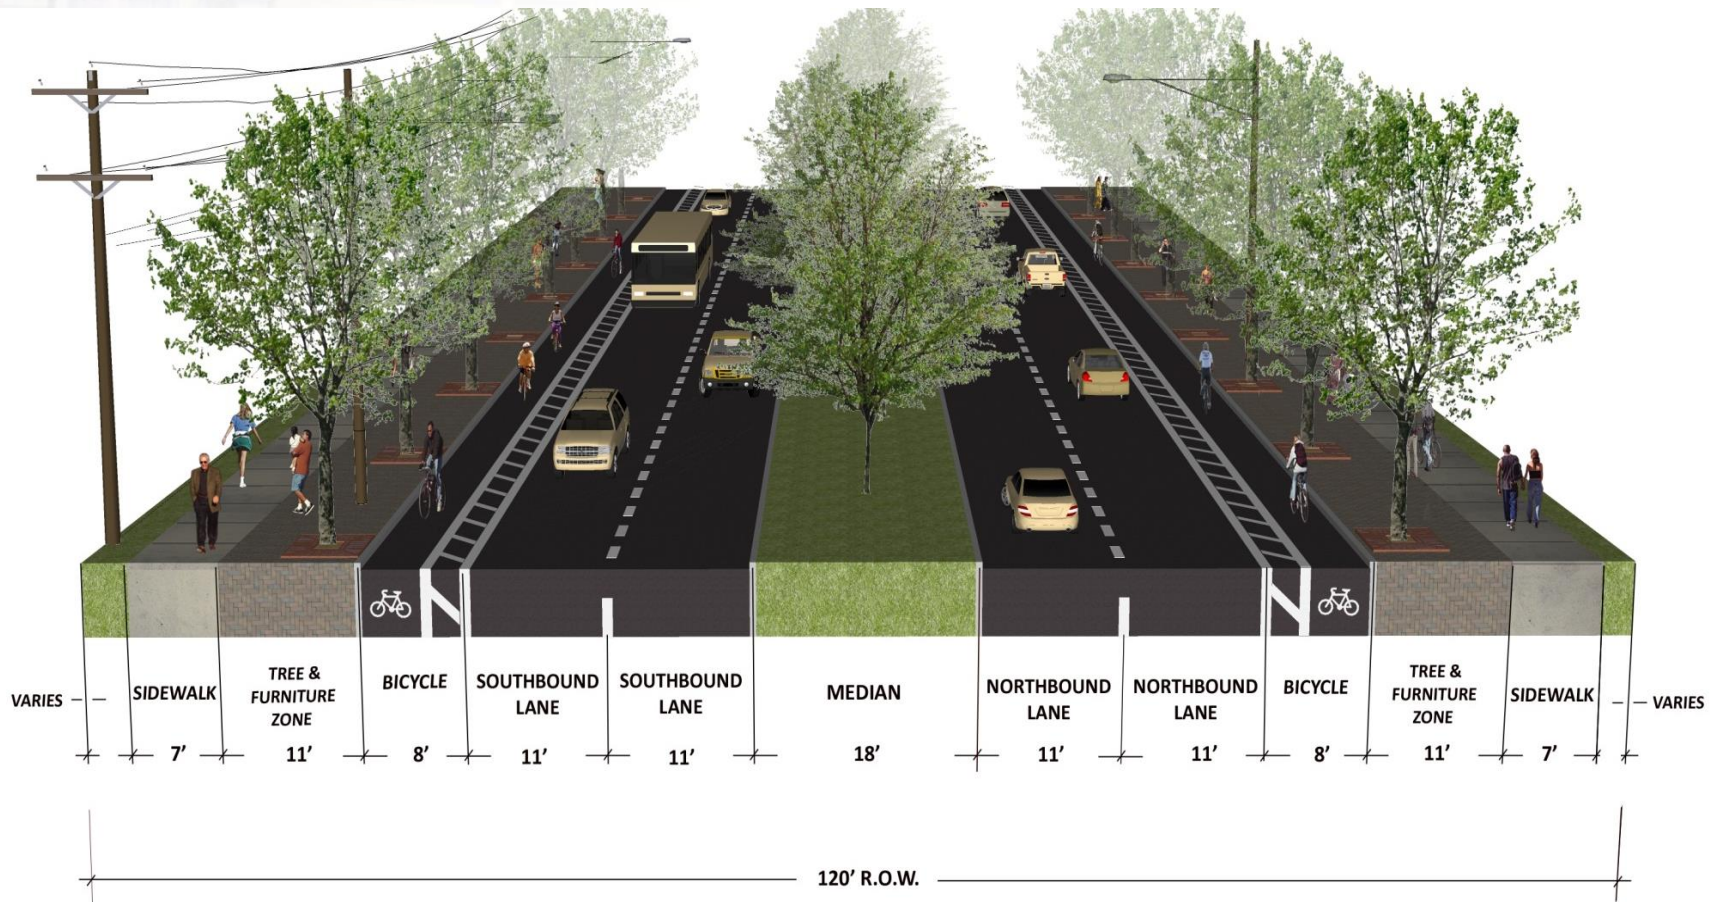 VARIES
SIDEWALK
7’
TREE &
FURNITURE
ZONE
11’
BICYCLE
8’
SOUTHBOUND
LANE
11’
SOUTHBOUND
LANE
11’
MEDIAN
18’
NORTHBOUND
LANE
11’
NORTHBOUND
LANE
11’
BICYCLE
8’
TREE &
FURNITURE
ZONE
11’
SIDEWALK
7’
VARIES
120’ R.O.W.